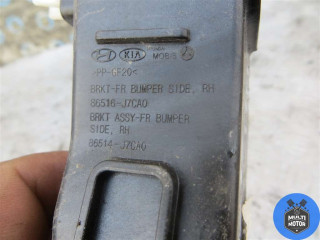 KIA MOBIS
>PP-GF20<
BRKT-FR BUMPER SIDE, RH
86516-J7CA0
BRKT ASSY-FR BUMPER
SIDE, RH
86514-J7CA0
MULTI
MOTOR